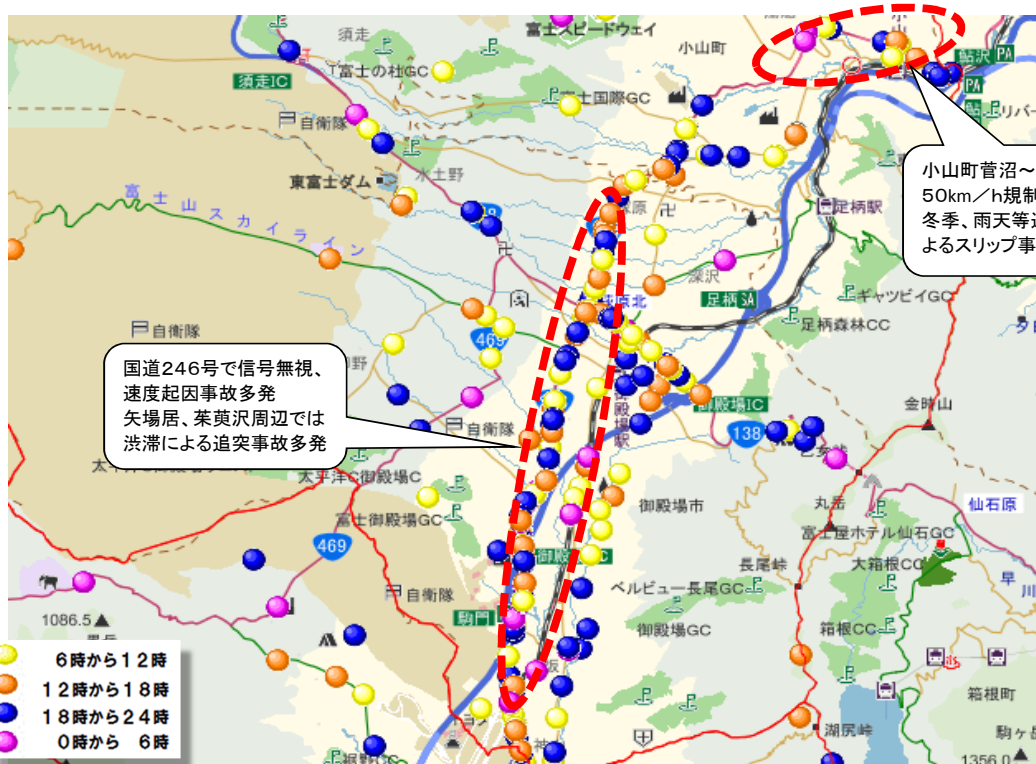 須走
富士スピードウェイ
小山町
鮎沢
PA
PA
須走IC
富士の杜GC
富士国際GC
自衛隊
リバー
東富士ダム
水土野
小山町菅沼～
50km／h規制
冬季、雨天等
よるスリップ事
足柄駅
富士山スカイライン
深沢
足柄SA
ギャツビイGC
足柄森林CC
自衛隊
469
国道246号で信号無視、
速度起因事故多発
矢場居、茱萸沢周辺では
渋滞による追突事故多発
御殿場駅
御殿場IC
金時山
自衛隊
138
乙女峠
太平洋C御殿場C
富士御殿場GC
御殿場市
丸岳
仙石原
富士屋ホテル仙石GC
469
長尾峠
大箱根CC
自衛隊
ベルビュー長尾GC
早川
駒門
1086.5
御殿場GC
箱根CC
6時から12時
12時から18時
18時から24時
0時から 6時
箱根町
湖尻峠
駒ヶ岳
裾野
1356.0